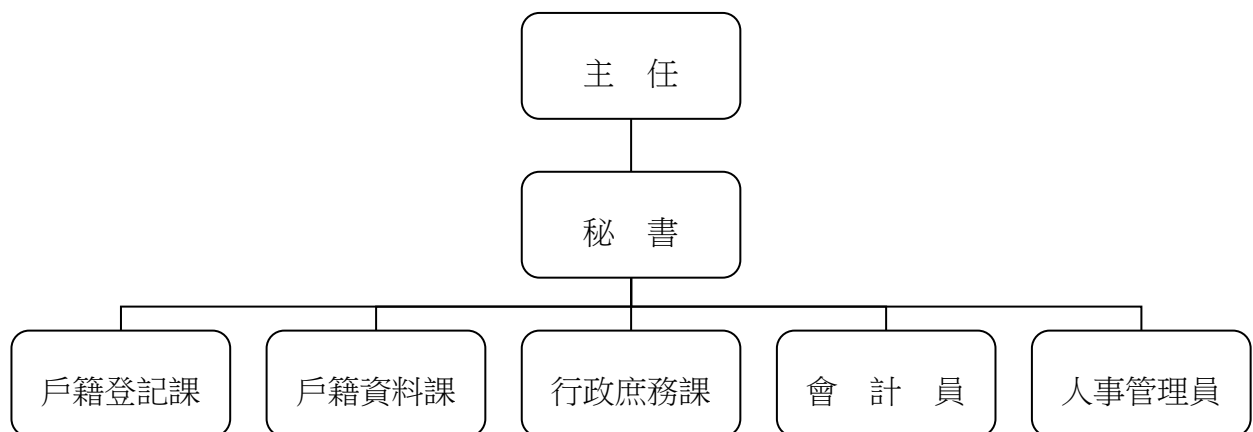 主　任
秘　書
戶籍登記課
戶籍資料課
行政庶務課
會　計　員
人事管理員